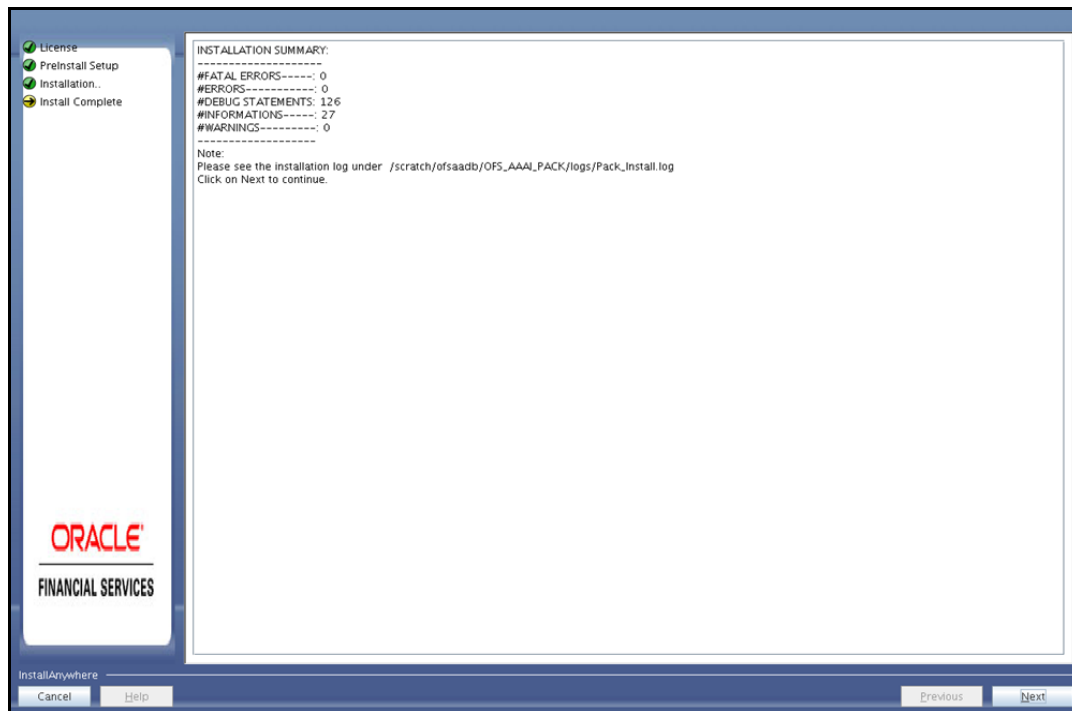 License
PreInstall Setup
Installation..
Install Complete
INSTALLATION SUMMARY:
--------------------
#FATAL ERRORS-----: 0
#ERRORS-----------: 0
#DEBUG STATEMENTS: 126
#INFORMATIONS-----: 27
#WARNINGS---------: 0
-------------------
Note:
Please see the installation log under /scratch/ofsaadb/OFS_AAAI_PACK/logs/Pack_Install.log
Click on Next to continue.
ORACLE'
FINANCIAL SERVICES
InstallAnywhere
Cancel
Help
Previous
Next